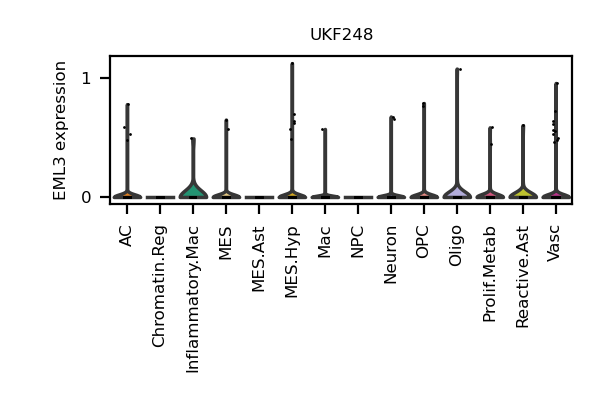 UKF248
EML3 expression
1
0
AC
Chromatin.Reg
Inflammatory.Mac
MES
MES.Ast
MES.Hyp
Mac
NPC
Neuron
OPC
Oligo
Prolif.Metab
Reactive.Ast
Vasc